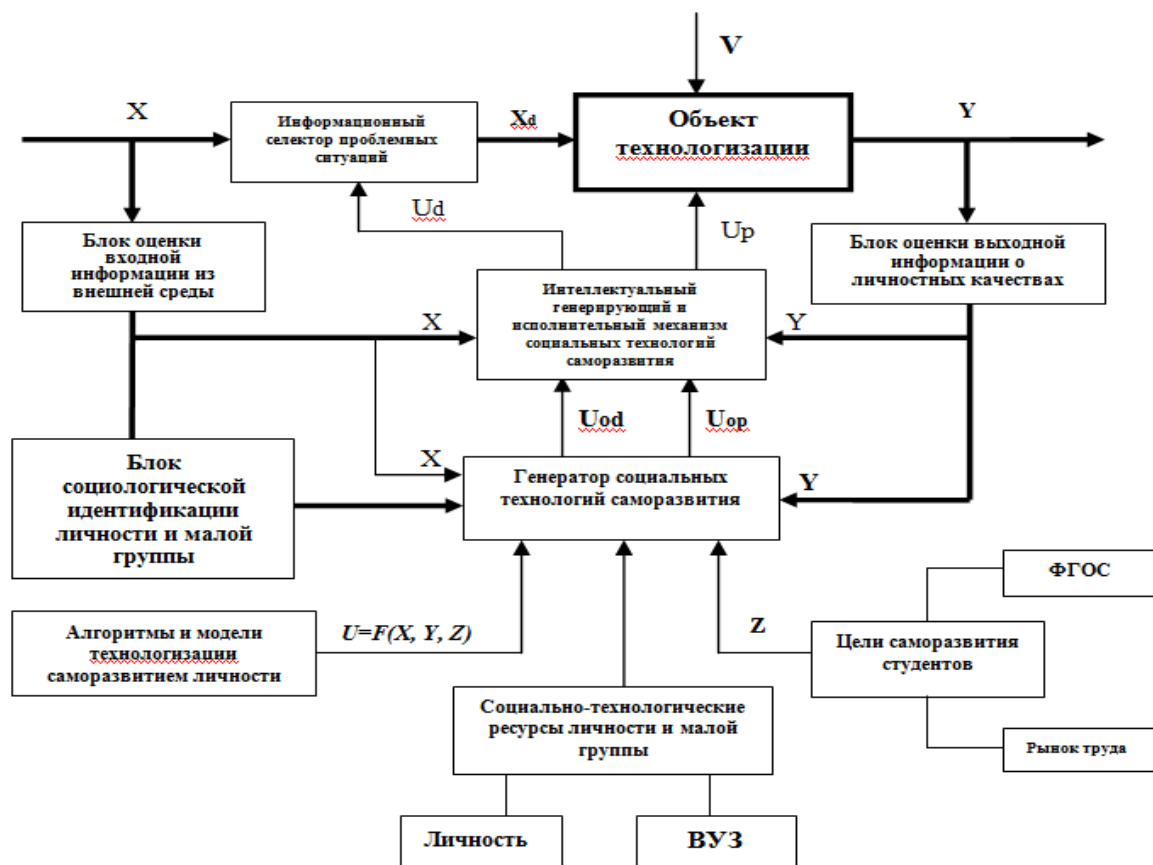 V
X
Информационный
селектор проблемных
ситуаций
Xd
Объект
технологизации
Y
Ud
Up
Блок оценки
входной
информации из
внешней среды
Блок оценки выходной
информации о
личностных качествах
Интеллектуальный
генерирующий и
исполнительный механизм
социальных технологий
саморазвития
X
Y
Uod
Uop
Блок
социологической
идентификации
личности и малой
группы
X
Генератор социальных
технологий саморазвития
Y
ФГОС
Алгоритмы и модели
технологизации
саморазвитием личности
U=F(X, Y, Z)
Z
Цели саморазвития
студентов
Социально-технологические
ресурсы личности и малой
группы
Рынок труда
Личность
ВУЗ